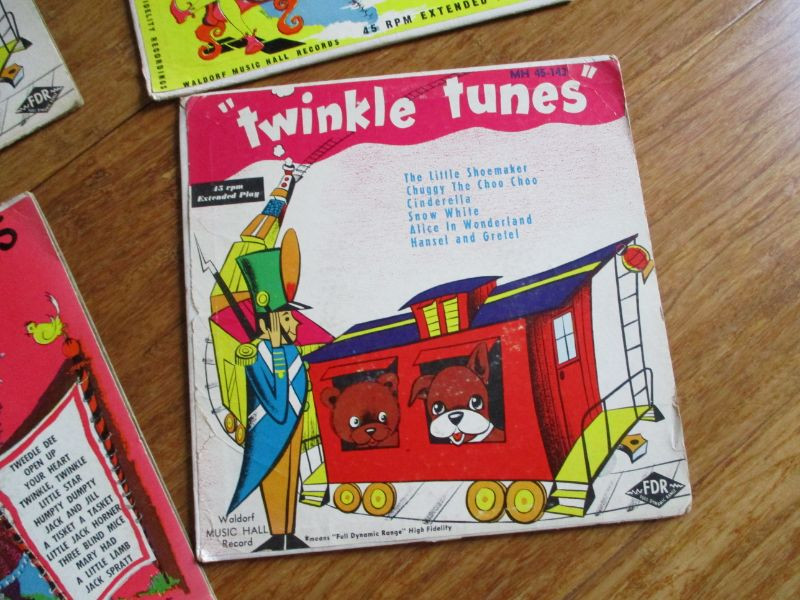 FIDELITY RECORDINGS
WALDORF MUSIC HALL RECORDS
45 RPM EXTENDED
FDR
MH 45-142
"twinkle tunes"
45 rpm
Extended Play
The Little Shoemaker
Chuggy The Choo Choo
Cinderella
Snow White
Alice In Wonderland
Hansel and Gretel
FDR
Waldorf
MUSIC HALL
Record
means "Full Dynamic Range" High Fidelity
TWEEDLE DEE
OPEN UP
YOUR HEART
TWINKLE, TWINKLE
LITTLE STAR
HUMPTY DUMPTY
JACK AND JILL
A TISKET A TASKET
LITTLE JACK HORNER
THREE BLIND MICE
MARY HAD
A LITTLE LAMB
JACK SPRATT